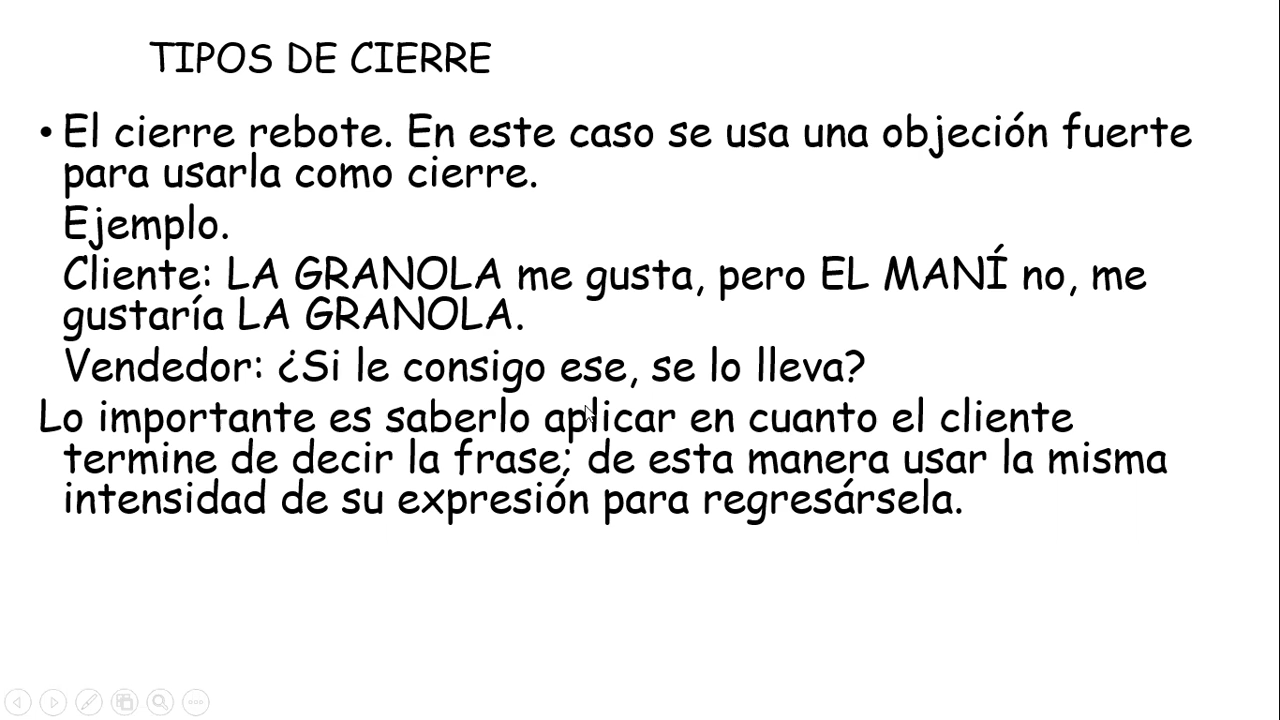 TIPOS DE CIERRE
• El cierre rebote. En este caso se usa una objeción fuerte
para usarla como cierre.
Ejemplo.
Cliente: LA GRANOLA me gusta, pero EL MANÍ no, me
gustaría LA GRANOLA.
Vendedor: ¿Si le consigo ese, se lo lleva?
Lo importante es saberlo aplicar en cuanto el cliente
termine de decir la frase; de esta manera usar la misma
intensidad de su expresión para regresársela.